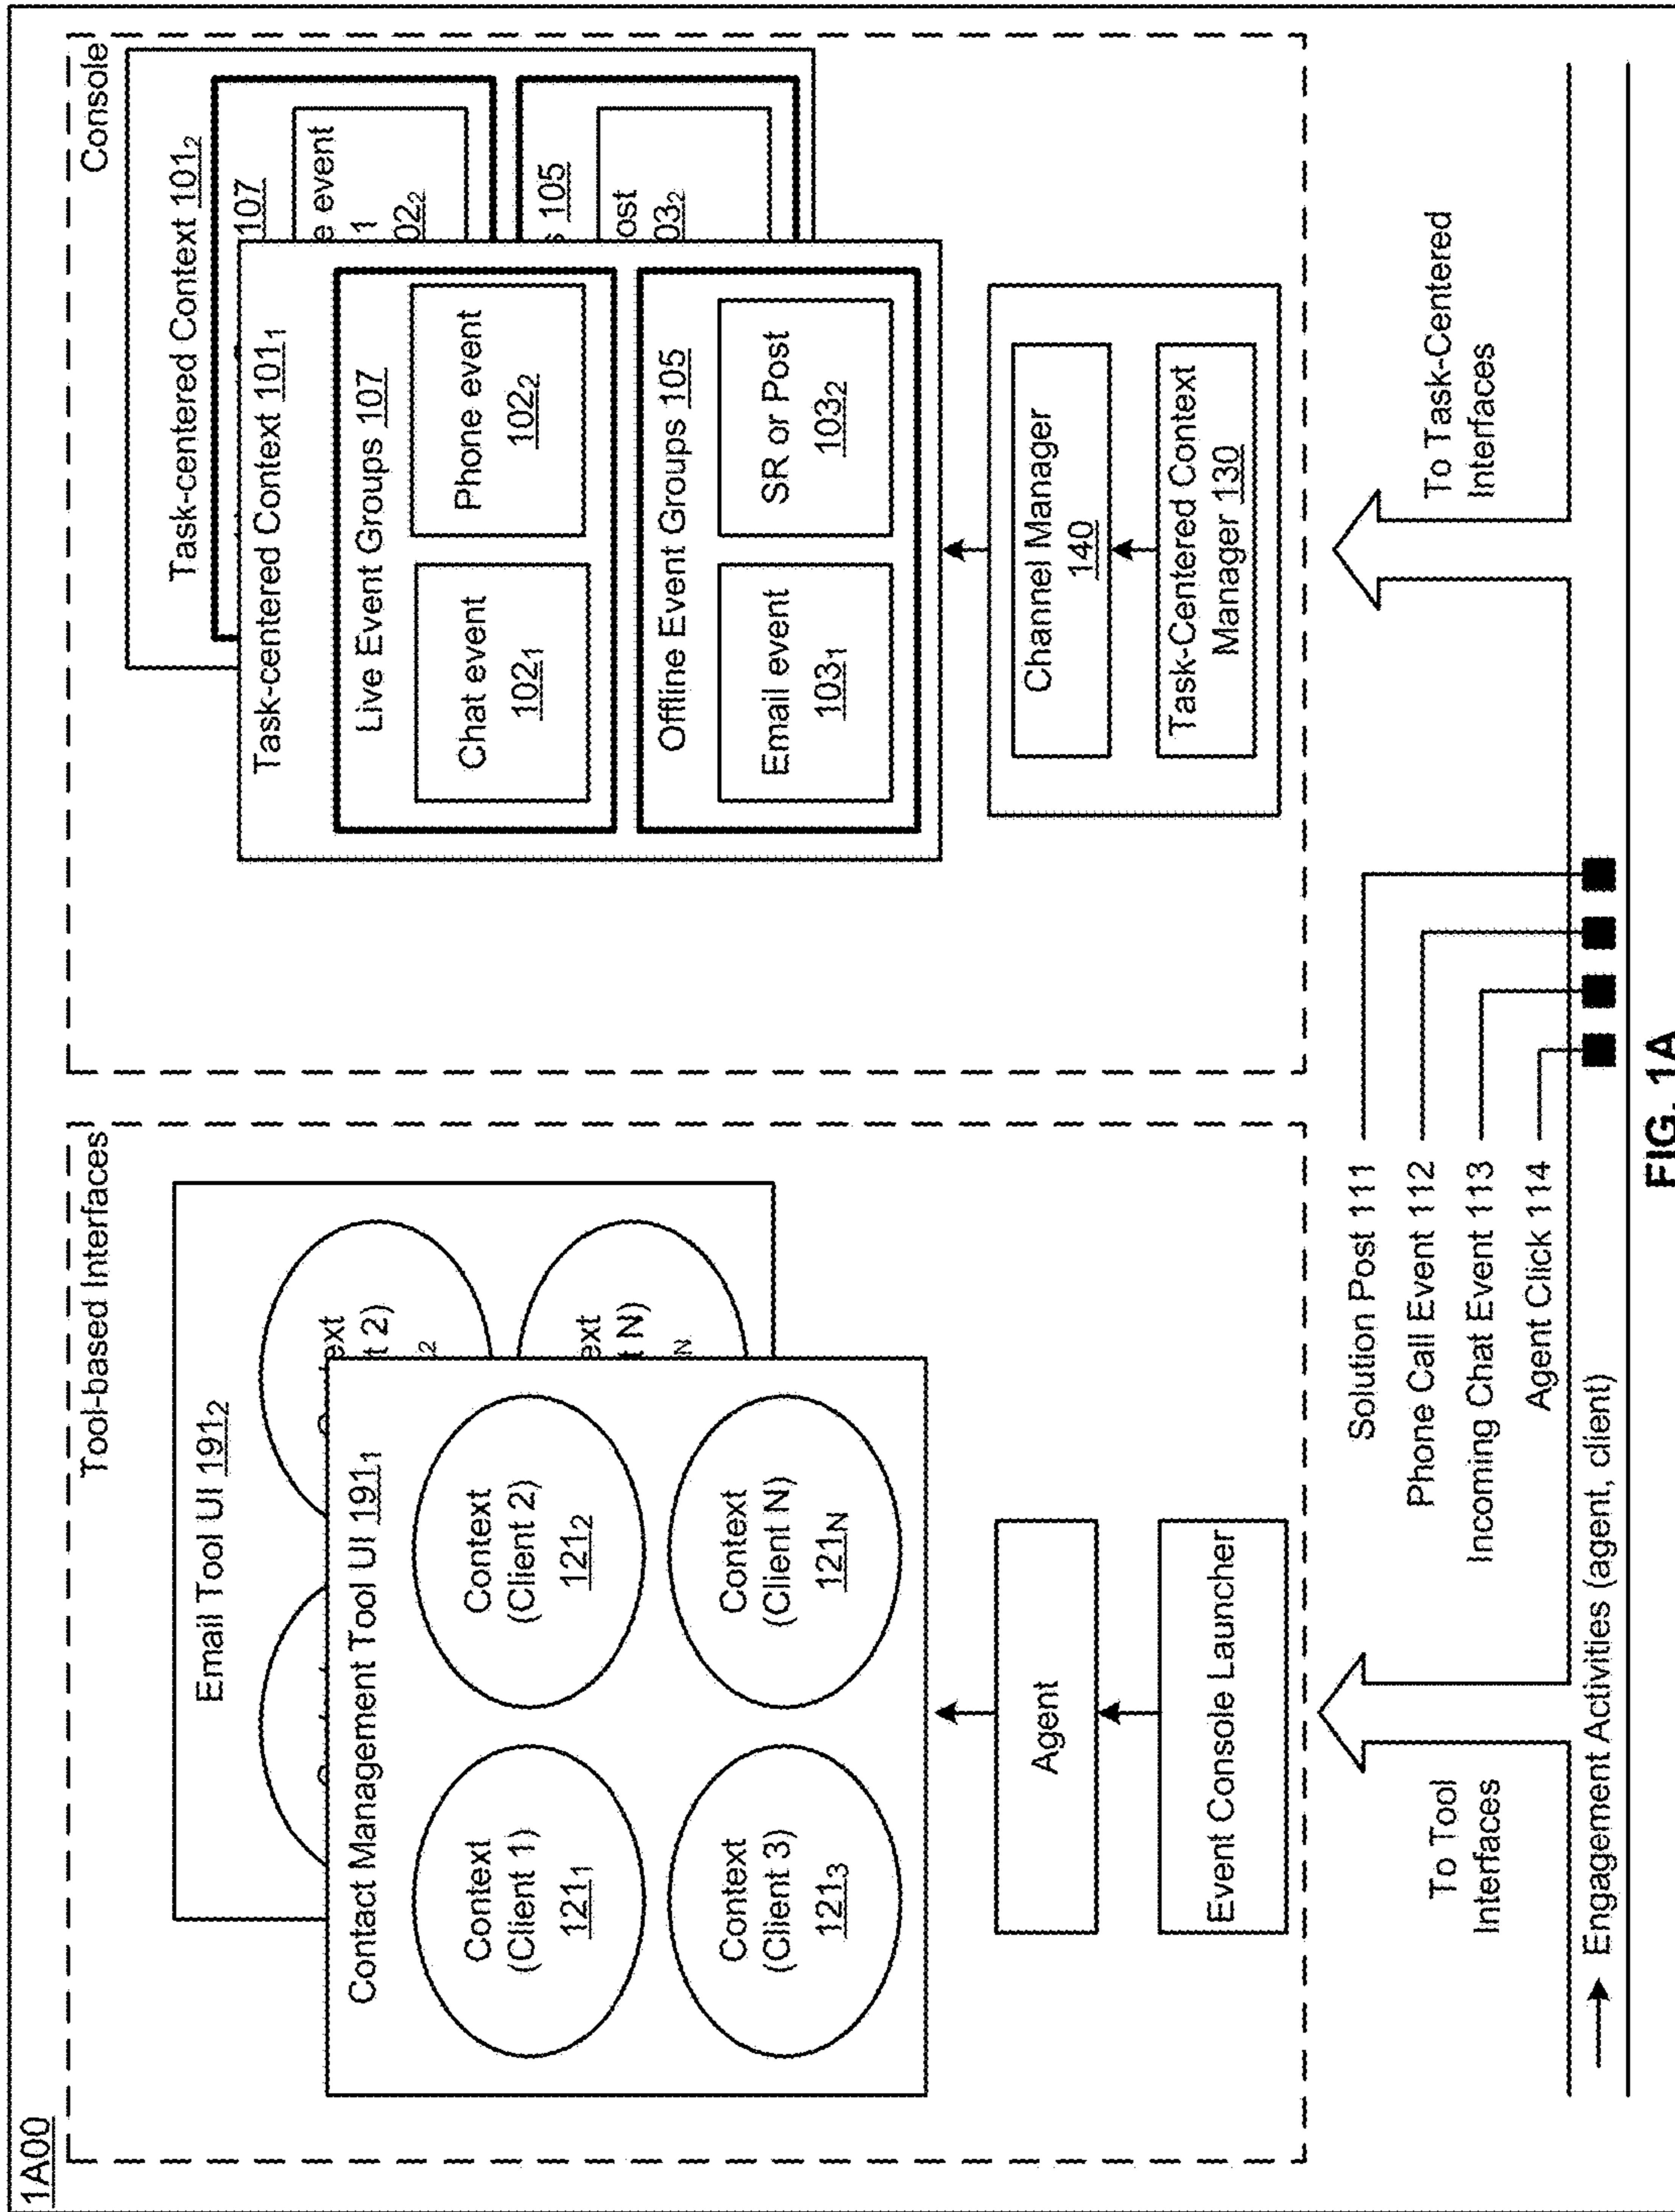 1A00
Tool-based Interfaces
Email Tool UI 191₂
ext
t 2)
2
ext
t N)
N
Contact Management Tool UI 191₁
Context
(Client 1)
121₁
Context
(Client 2)
121₂
Context
(Client 3)
121₃
Context
(Client N)
121N
Agent
Event Console Launcher
Console
Task-centered Context 101₂
107
e event
1
02₂
s 105
ost
03₂
Task-centered Context 101₁
Live Event Groups 107
Chat event
102₁
Phone event
102₂
Offline Event Groups 105
Email event
103₁
SR or Post
103₂
Channel Manager
140
Task-Centered Context
Manager 130
To Tool
Interfaces
Solution Post 111
Phone Call Event 112
Incoming Chat Event 113
Agent Click 114
To Task-Centered
Interfaces
Engagement Activities (agent, client)
FIG. 1A